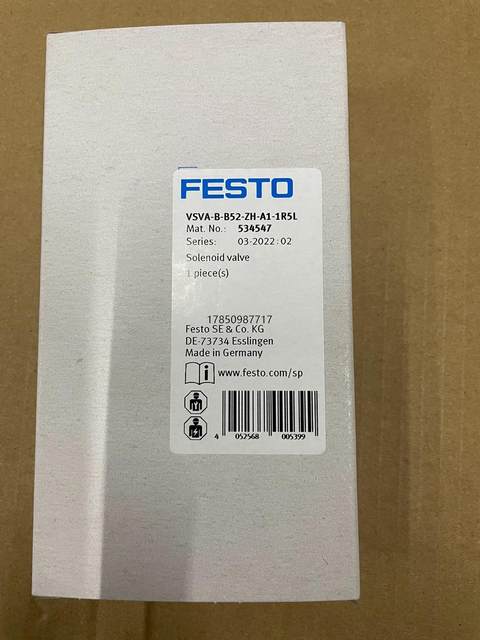 FESTO
VSVA-B-B52-ZH-A1-1R5L
Mat. No.: 534547
Series: 03-2022:02
Solenoid valve
1 piece(s)
17850987717
Festo SE & Co. KG
DE-73734 Esslingen
Made in Germany
www.festo.com/sp
4 052568 005399